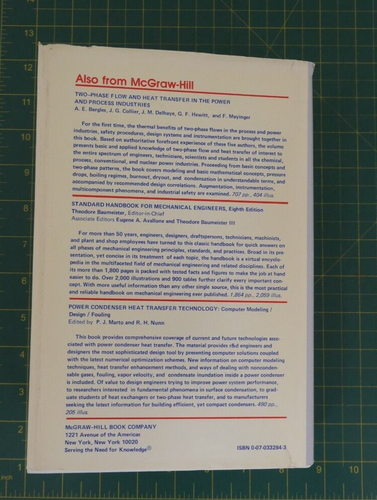 Also from McGraw-Hill
TWO-PHASE FLOW AND HEAT TRANSFER IN THE POWER
AND PROCESS INDUSTRIES
A. E. Bergles, J. G. Collier, J. M. Delhaye, G. F. Hewitt, and F. Mayinger
For the first time, the thermal benefits of two-phase flows in the process and power
industries, safety procedures, design systems and instrumentation are brought together in
this book. Based on authoritative forefront experience of these five authors, the volume
presents basic and applied knowledge of two-phase flow and heat transfer of interest to
the entire spectrum of engineers, technicians, scientists and students in all the chemical,
process, conventional, and nuclear power industries. Proceeding from basic concepts and
two-phase patterns, the book covers modeling and basic mathematical concepts, pressure
drops, boiling regimes, burnout, dryout, and condensation in understandable terms, and
accompanied by recommended design correlations. Augmentation, instrumentation,
multicomponent phenomena, and industrial safety are examined. 707 pp., 404 illus.
STANDARD HANDBOOK FOR MECHANICAL ENGINEERS, Eighth Edition
Theodore Baumeister, Editor-in-Chief
Associate Editors Eugene A. Avallone and Theodore Baumeister III
For more than 50 years, engineers, designers, draftspersons, technicians, machinists,
and plant and shop employees have turned to this classic handbook for quick answers on
all phases of mechanical engineering principles, standards, and practices. Broad in its pre-
sentation, yet concise in its treatment of each topic, the handbook is a virtual encyclo-
pedia in the multifaceted field of mechanical engineering and related disciplines. Each of
its more than 1,800 pages is packed with tested facts and figures to make the job at hand
easier to do. Over 2,000 illustrations and 900 tables further clarify every important con-
cept. With more useful information than any other single source, this is the most practical
and reliable handbook on mechanical engineering ever published. 1,864 pp., 2,059 illus.
POWER CONDENSER HEAT TRANSFER TECHNOLOGY: Computer Modeling /
Design / Fouling
Edited by P. J. Marto and R. H. Nunn
This book provides comprehensive coverage of current and future technologies asso-
ciated with power condenser heat transfer. The material provides r&d engineers and
designers the most sophisticated design tool by presenting computer solutions coupled
with the latest numerical optimization schemes. New information on computer modeling
techniques, heat transfer enhancement methods, and ways of dealing with nonconden-
sable gases, fouling, vapor velocity, and condensate inundation inside a power condenser
is included. Of value to design engineers trying to improve power system performance,
to researchers interested in fundamental phenomena in surface condensation, to grad-
uate students of heat exchangers or two-phase heat transfer, and to manufacturers
seeking the latest information for building efficient, yet compact condensers. 490 pp.,
206 illus.
McGRAW-HILL BOOK COMPANY
1221 Avenue of the Americas
New York, New York 10020
Serving the Need for Knowledge®
ISBN 0-07-033284-3